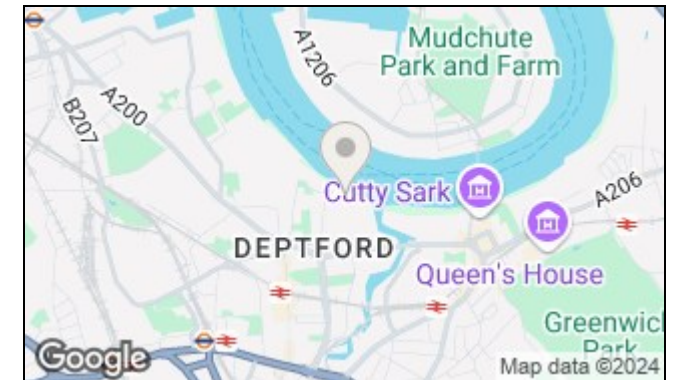 Mudchute
Park and Farm
A1206
A200
B207
Cutty Sark
A206
DEPTFORD
Queen's House
Greenwich
Park
Google
Map data ©2024